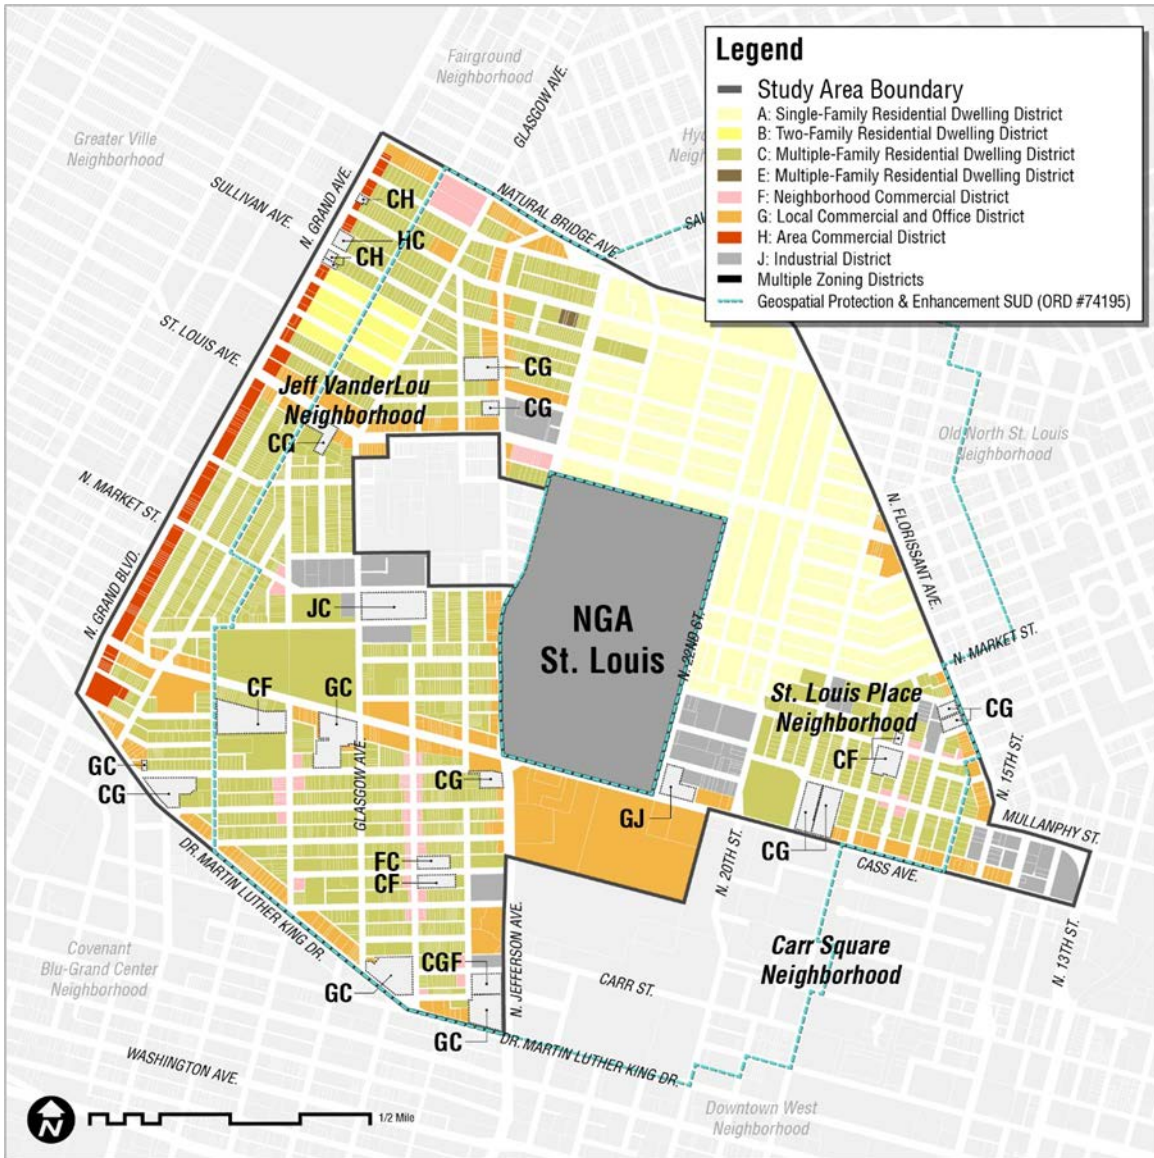 Legend
Study Area Boundary
A: Single-Family Residential Dwelling District
B: Two-Family Residential Dwelling District
C: Multiple-Family Residential Dwelling District
E: Multiple-Family Residential Dwelling District
F: Neighborhood Commercial District
G: Local Commercial and Office District
H: Area Commercial District
J: Industrial District
Multiple Zoning Districts
Geospatial Protection & Enhancement SUD (ORD #74195)
Fairground
Neighborhood
GLASGOW AVE.
Greater Ville
Neighborhood
SULLIVAN AVE.
N. GRAND AVE.
NATURAL BRIDGE AVE.
CH
HC
CH
ST. LOUIS AVE.
CG
Jeff VanderLou
Neighborhood
CG
CG
Old North St. Louis
Neighborhood
N. MARKET ST.
N. FLORISSANT AVE.
N. GRAND BLVD.
JC
NGA
St. Louis
N. 22ND ST.
N. MARKET ST.
CF
GC
St. Louis Place
Neighborhood
CG
CF
GC
CG
GLASGOW AVE.
CG
GJ
N. 15TH ST.
MULLANPHY ST.
CG
N. 20TH ST.
CASS AVE.
FC
CF
DR. MARTIN LUTHER KING DR.
N. JEFFERSON AVE.
Carr Square
Neighborhood
N. 13TH ST.
Covenant
Blu-Grand Center
Neighborhood
CGF
GC
CARR ST.
GC
DR. MARTIN LUTHER KING DR.
WASHINGTON AVE.
Downtown West
Neighborhood
N
1/2 Mile